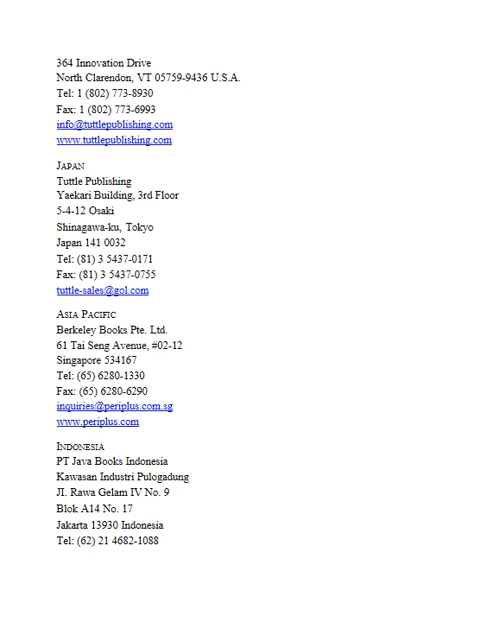 364 Innovation Drive
North Clarendon, VT 05759-9436 U.S.A.
Tel: 1 (802) 773-8930
Fax: 1 (802) 773-6993
info@tuttlepublishing.com
www.tuttlepublishing.com
JAPAN
Tuttle Publishing
Yaekari Building, 3rd Floor
5-4-12 Osaki
Shinagawa-ku, Tokyo
Japan 141 0032
Tel: (81) 3 5437-0171
Fax: (81) 3 5437-0755
tuttle-sales@gol.com
ASIA PACIFIC
Berkeley Books Pte. Ltd.
61 Tai Seng Avenue, #02-12
Singapore 534167
Tel: (65) 6280-1330
Fax: (65) 6280-6290
inquiries@periplus.com.sg
www.periplus.com
INDONESIA
PT Java Books Indonesia
Kawasan Industri Pulogadung
JI. Rawa Gelam IV No. 9
Blok A14 No. 17
Jakarta 13930 Indonesia
Tel: (62) 21 4682-1088